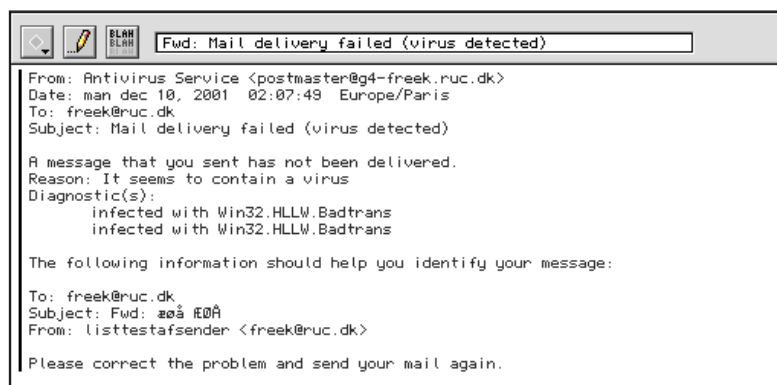 BLAH
BLAH
Fwd: Mail delivery failed (virus detected)
From: Antivirus Service <postmaster@g4-freek.ruc.dk>
Date: man dec 10, 2001 02:07:49 Europe/Paris
To: freek@ruc.dk
Subject: Mail delivery failed (virus detected)
A message that you sent has not been delivered.
Reason: It seems to contain a virus
Diagnostic(s):
infected with Win32.HLLW.Badtrans
infected with Win32.HLLW.Badtrans
The following information should help you identify your message:
To: freek@ruc.dk
Subject: Fwd: æøå ÆØÅ
From: listtestafsender <freek@ruc.dk>
Please correct the problem and send your mail again.